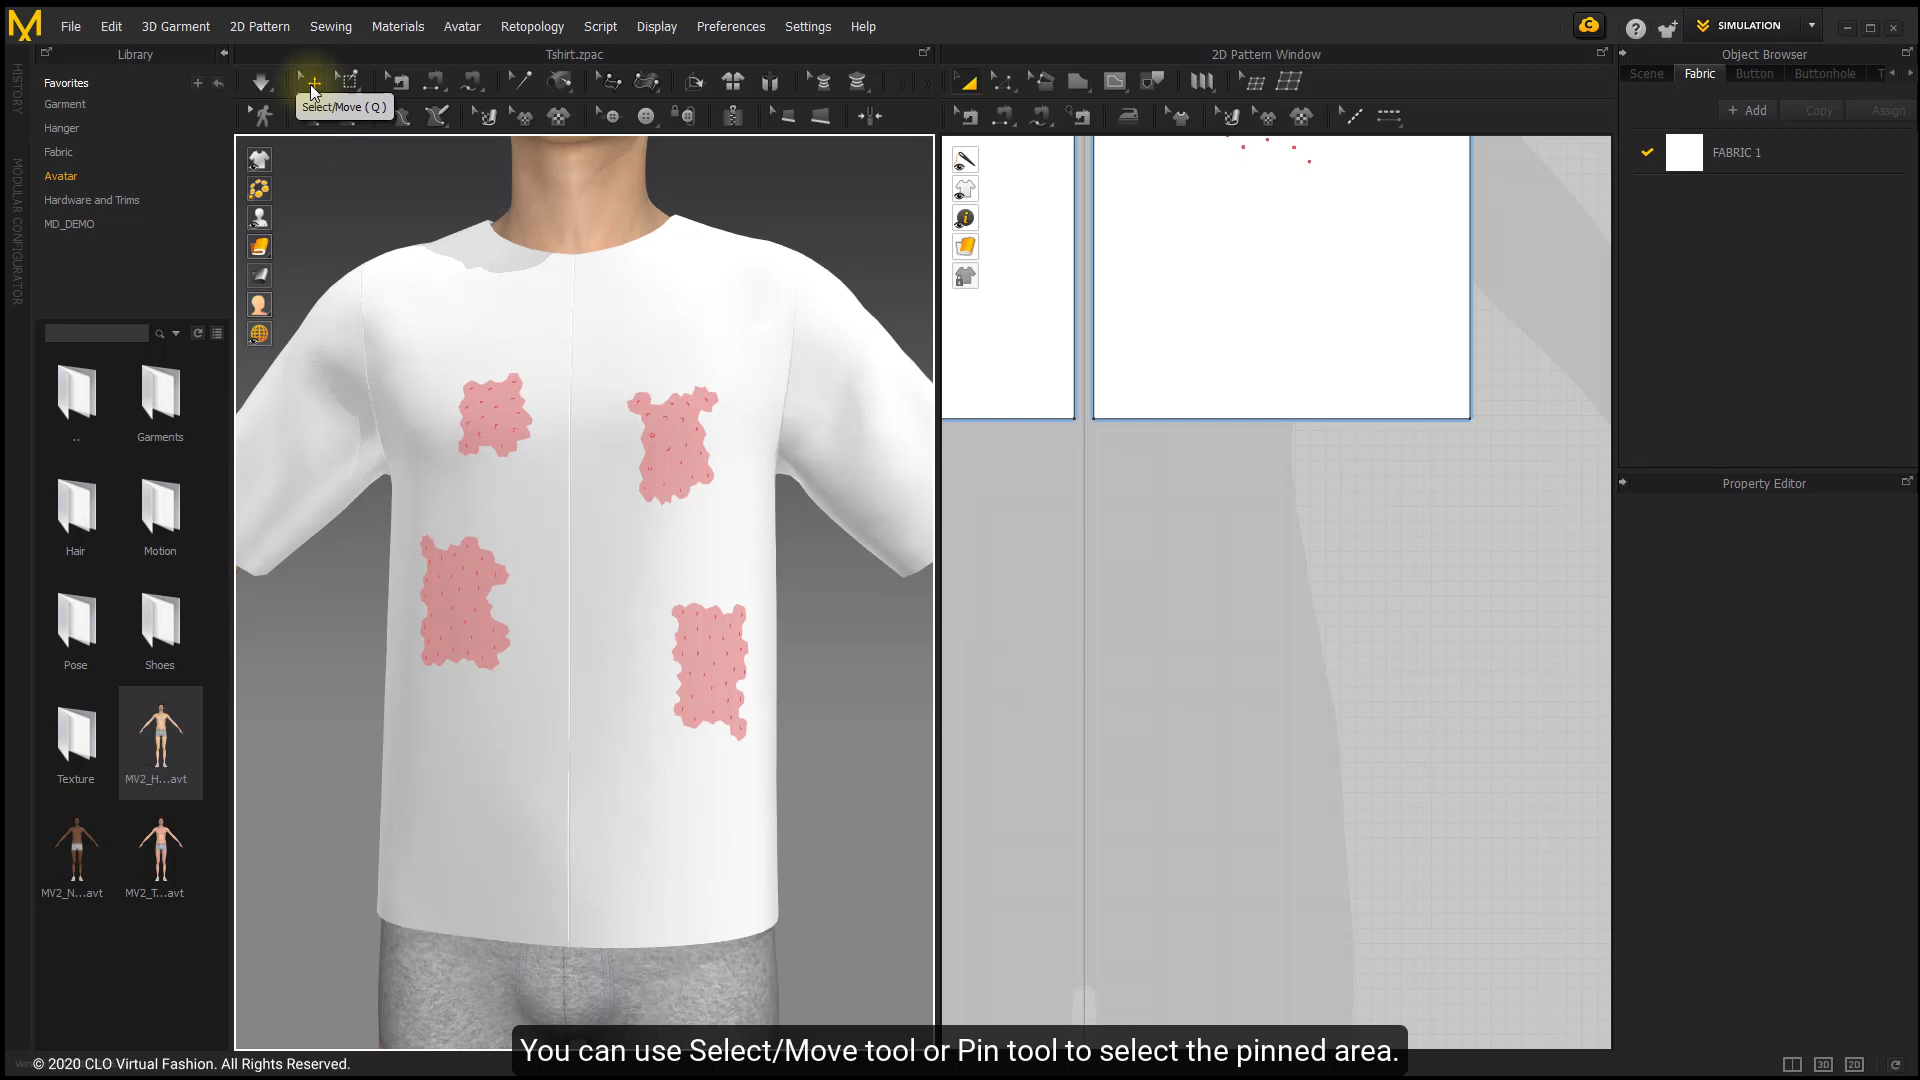 File Edit 3D Garment 2D Pattern Sewing Materials Avatar Retopology Script Display Preferences Settings Help
SIMULATION
Library
Tshirt.zpac
2D Pattern Window
Object Browser
HISTORY
MODULAR CONFIGURATOR
Favorites
Garment
Hanger
Fabric
Avatar
Hardware and Trims
MD_DEMO
Select/Move ( Q )
Scene Fabric Button Buttonhole T
+ Add Copy Assign
FABRIC 1
Property Editor
..
Garments
Hair
Motion
Pose
Shoes
Texture
MV2_H...avt
MV2_N...avt
MV2_T...avt
You can use Select/Move tool or Pin tool to select the pinned area.
© 2020 CLO Virtual Fashion. All Rights Reserved.
3D
2D